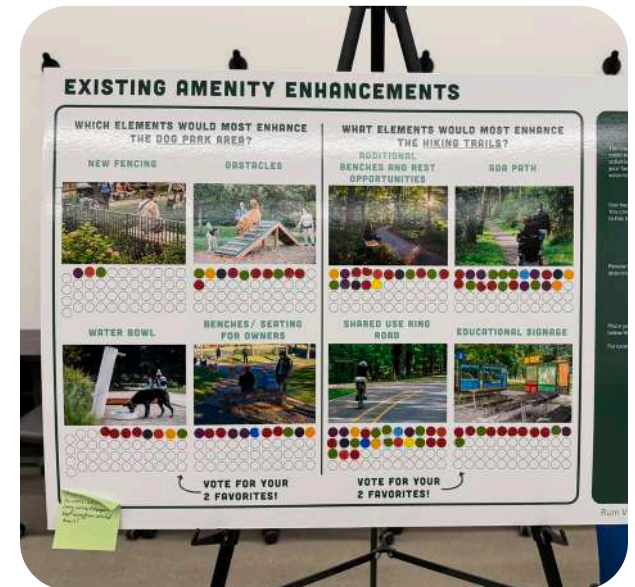 EXISTING AMENITY ENHANCEMENTS
WHICH ELEMENTS WOULD MOST ENHANCE
THE DOG PARK AREA?
NEW FENCING
OBSTACLES
WATER BOWL
BENCHES/ SEATING
FOR OWNERS
VOTE FOR YOUR
2 FAVORITES!
WHAT ELEMENTS WOULD MOST ENHANCE
THE HIKING TRAILS?
ADDITIONAL
BENCHES AND REST
OPPORTUNITIES
ADA PATH
SHARED USE RING
ROAD
EDUCATIONAL SIGNAGE
VOTE FOR YOUR
2 FAVORITES!
Rum V